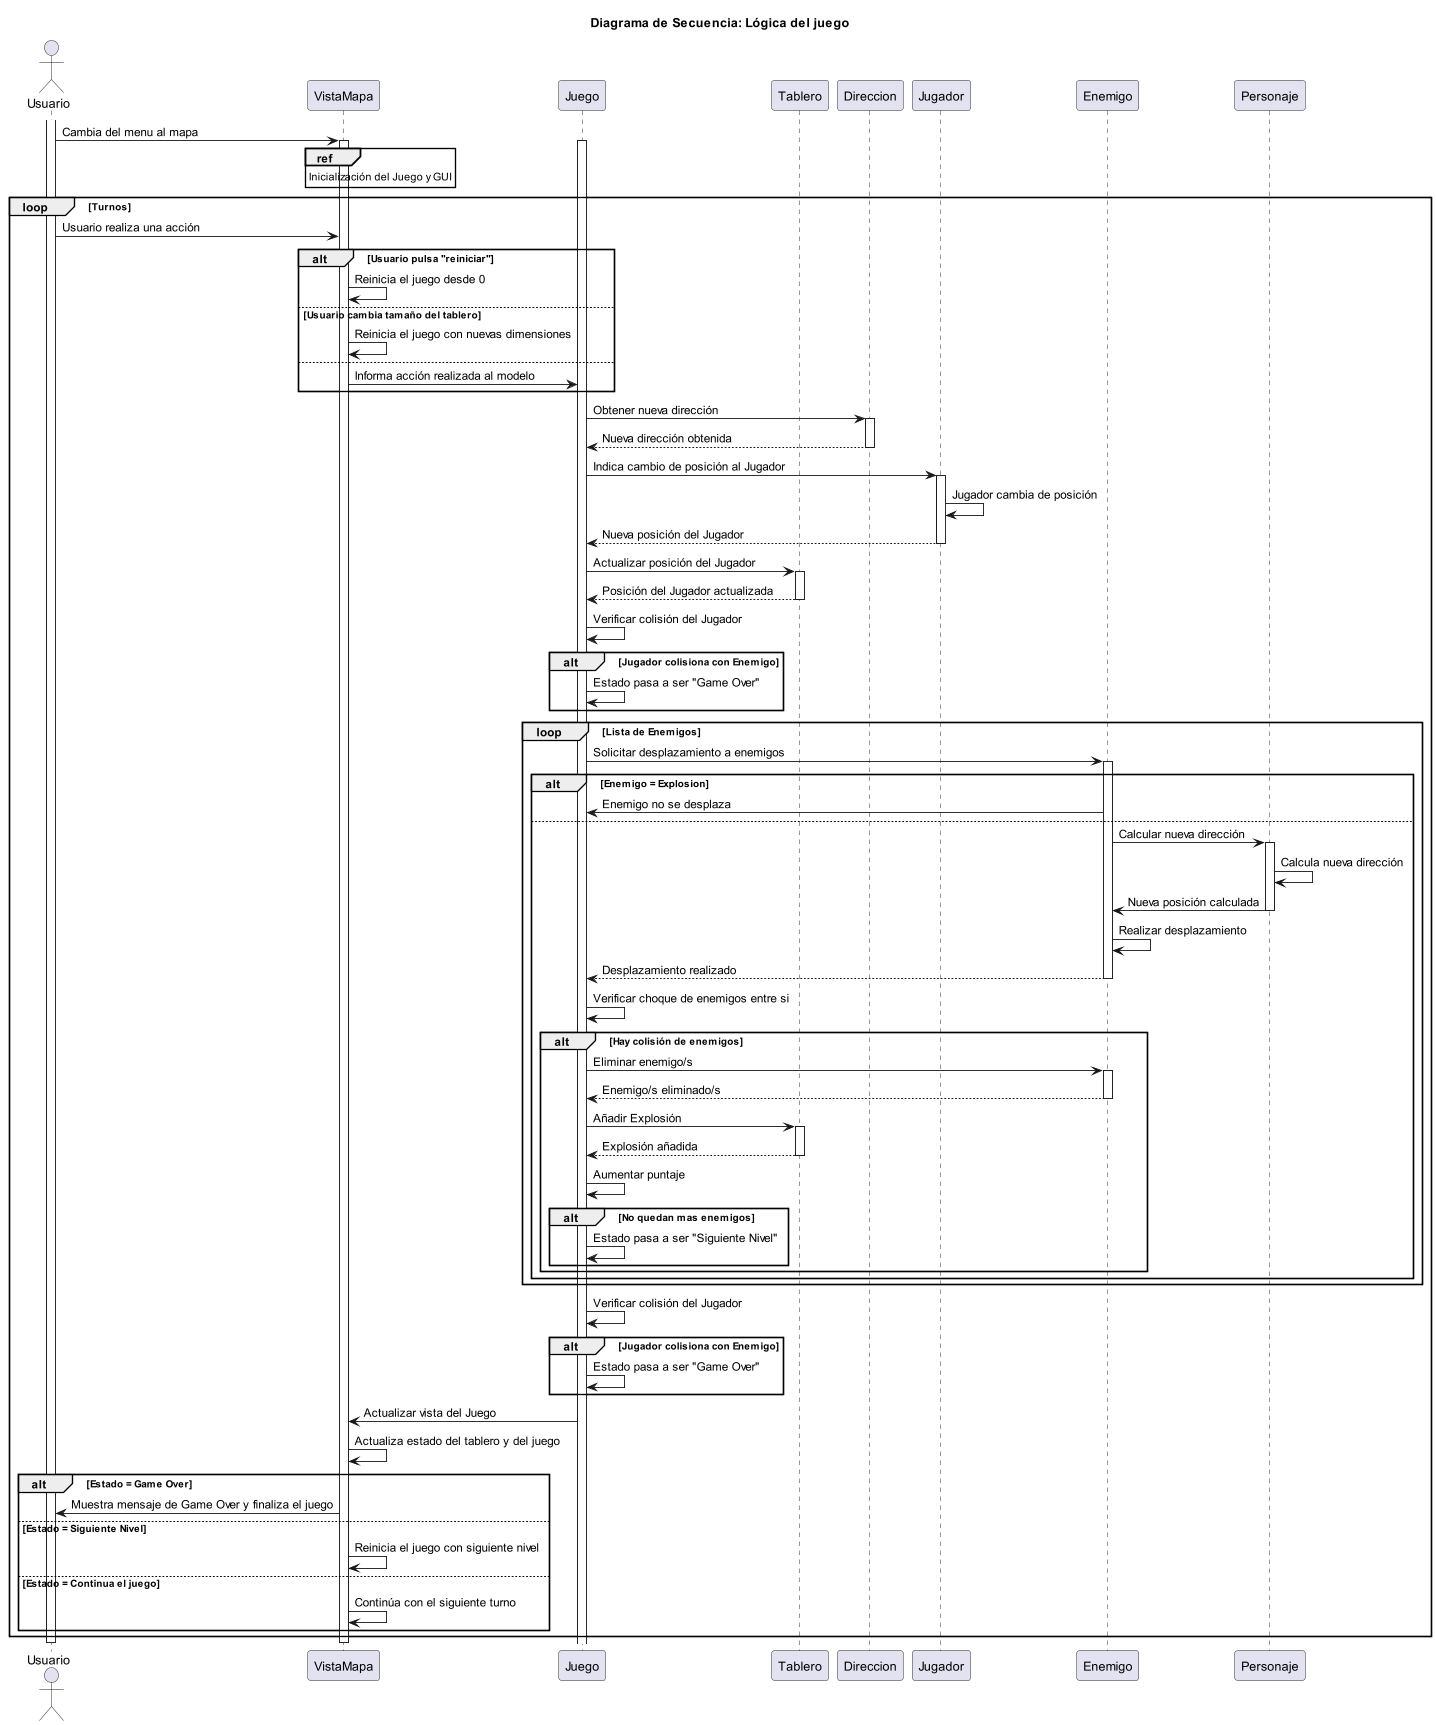 Diagrama de Secuencia: Lógica del juego
Usuario
VistaMapa
Juego
Tablero
Direccion
Jugador
Enemigo
Personaje
Cambia del menu al mapa
ref
Inicialización del Juego y GUI
loop [Turnos]
Usuario realiza una acción
alt [Usuario pulsa "reiniciar"]
Reinicia el juego desde 0
[Usuario cambia tamaño del tablero]
Reinicia el juego con nuevas dimensiones
Informa acción realizada al modelo
Obtener nueva dirección
Nueva dirección obtenida
Indica cambio de posición al Jugador
Jugador cambia de posición
Nueva posición del Jugador
Actualizar posición del Jugador
Posición del Jugador actualizada
Verificar colisión del Jugador
alt [Jugador colisiona con Enemigo]
Estado pasa a ser "Game Over"
loop [Lista de Enemigos]
Solicitar desplazamiento a enemigos
alt [Enemigo = Explosion]
Enemigo no se desplaza
Calcular nueva dirección
Calcula nueva dirección
Nueva posición calculada
Realizar desplazamiento
Desplazamiento realizado
Verificar choque de enemigos entre si
alt [Hay colisión de enemigos]
Eliminar enemigo/s
Enemigo/s eliminado/s
Añadir Explosión
Explosión añadida
Aumentar puntaje
alt [No quedan mas enemigos]
Estado pasa a ser "Siguiente Nivel"
Verificar colisión del Jugador
alt [Jugador colisiona con Enemigo]
Estado pasa a ser "Game Over"
Actualizar vista del Juego
Actualiza estado del tablero y del juego
alt [Estado = Game Over]
Muestra mensaje de Game Over y finaliza el juego
[Estado = Siguiente Nivel]
Reinicia el juego con siguiente nivel
[Estado = Continua el juego]
Continúa con el siguiente turno
Usuario
VistaMapa
Juego
Tablero
Direccion
Jugador
Enemigo
Personaje